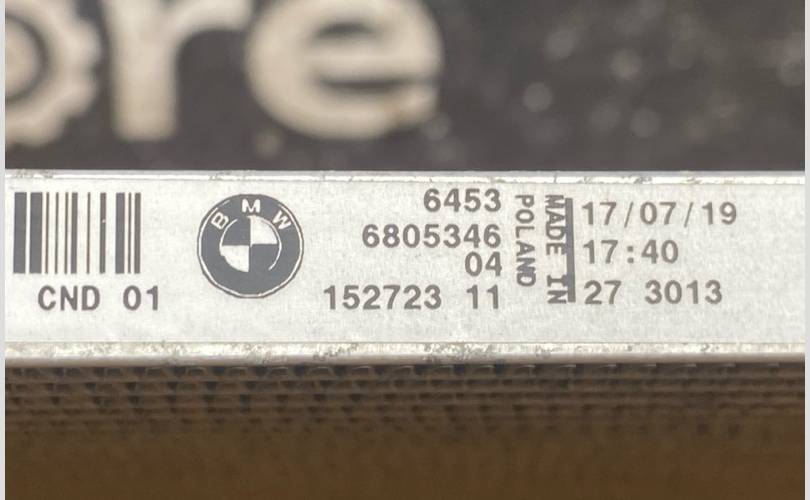 ore
CND 01
BMW
6453
6805346
04
152723 11
MADE IN
POLAND
17/07/19
17:40
27 3013